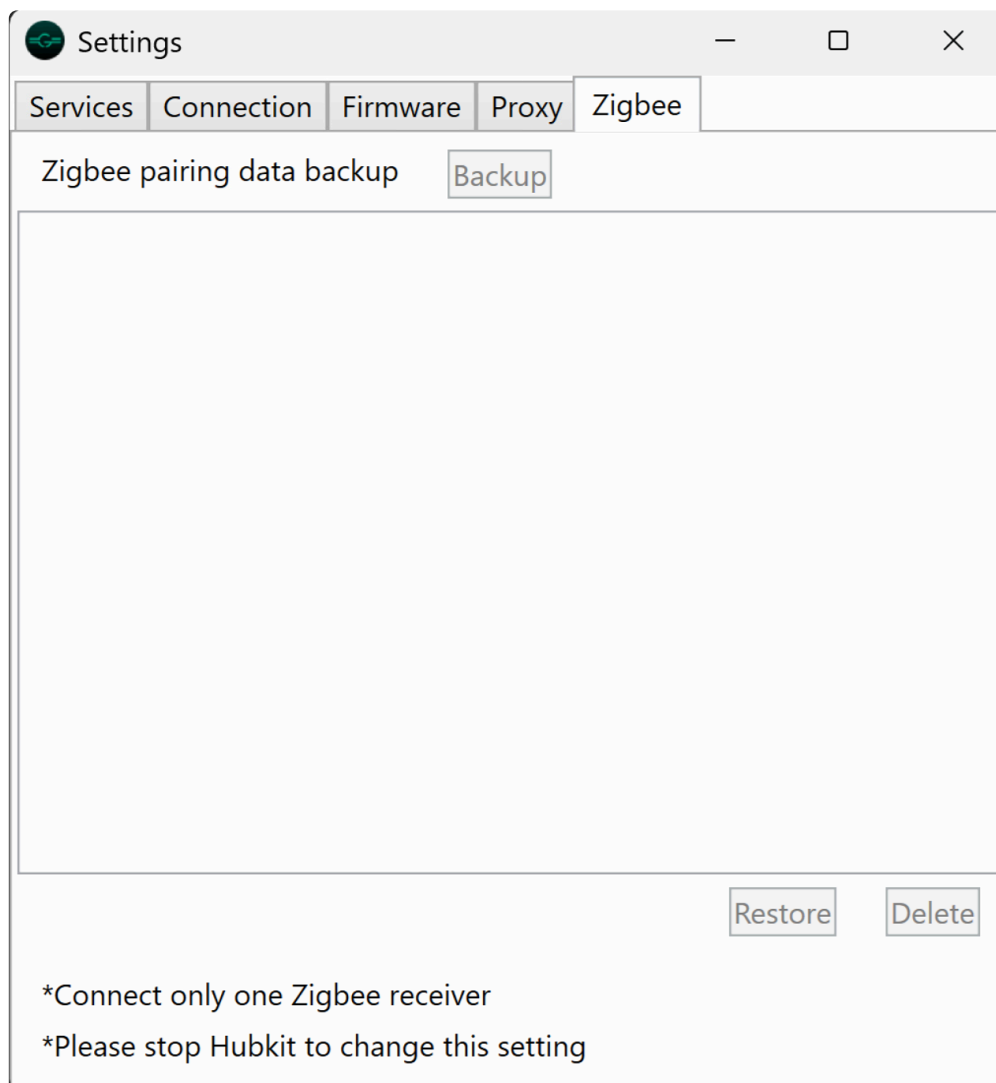 Settings
Services Connection Firmware Proxy Zigbee
Zigbee pairing data backup Backup
Restore Delete
*Connect only one Zigbee receiver
*Please stop Hubkit to change this setting